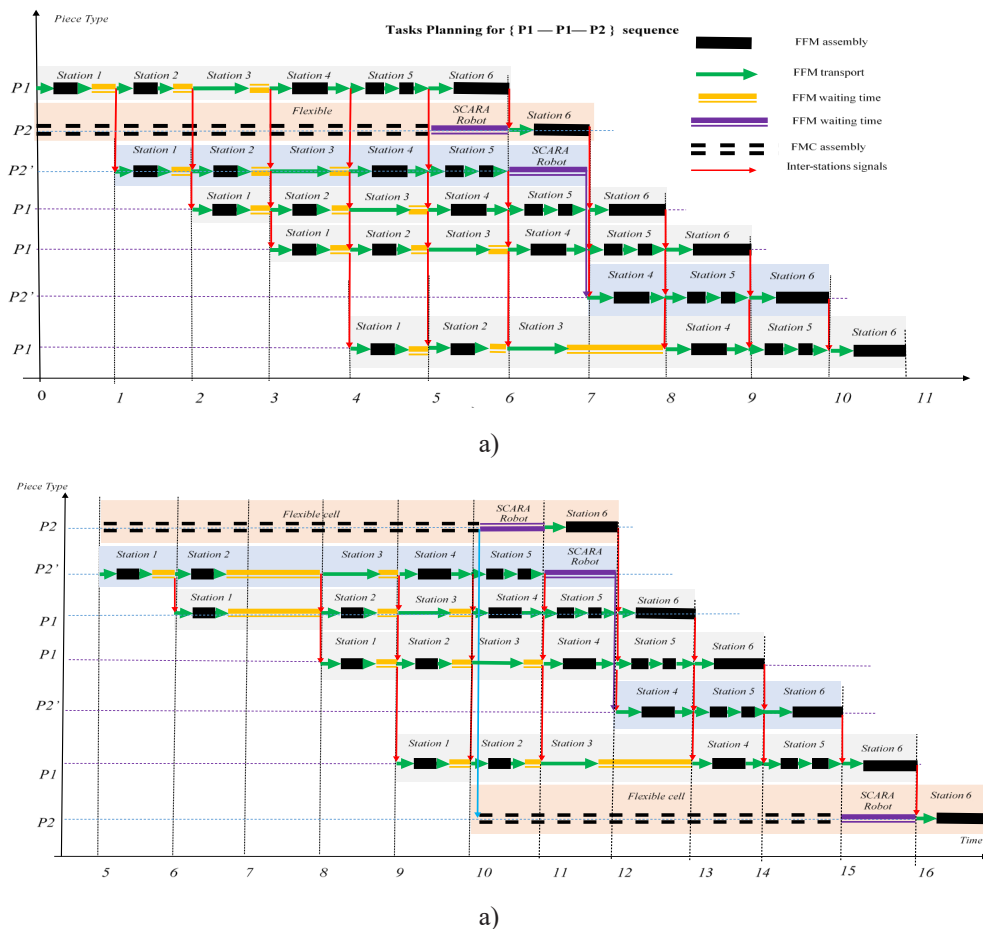 Piece Type
Tasks Planning for { P1 — P1— P2 } sequence
FFM assembly
FFM transport
FFM waiting time
FFM waiting time
FMC assembly
Inter-stations signals
P1
Station 1 Station 2 Station 3 Station 4 Station 5 Station 6
P2
Flexible SCARA Robot Station 6
P2’
Station 1 Station 2 Station 3 Station 4 Station 5 SCARA Robot
P1
Station 1 Station 2 Station 3 Station 4 Station 5 Station 6
P1
Station 1 Station 2 Station 3 Station 4 Station 5 Station 6
P2’
Station 4 Station 5 Station 6
P1
Station 1 Station 2 Station 3 Station 4 Station 5 Station 6
0 1 2 3 4 5 6 7 8 9 10 11
a)
Piece Type
P2
Flexible cell SCARA Robot Station 6
P2’
Station 1 Station 2 Station 3 Station 4 Station 5 SCARA Robot
P1
Station 1 Station 2 Station 3 Station 4 Station 5 Station 6
P1
Station 1 Station 2 Station 3 Station 4 Station 5 Station 6
P2’
Station 4 Station 5 Station 6
P1
Station 1 Station 2 Station 3 Station 4 Station 5 Station 6
P2
Flexible cell SCARA Robot Station 6
Time
5 6 7 8 9 10 11 12 13 14 15 16
a)